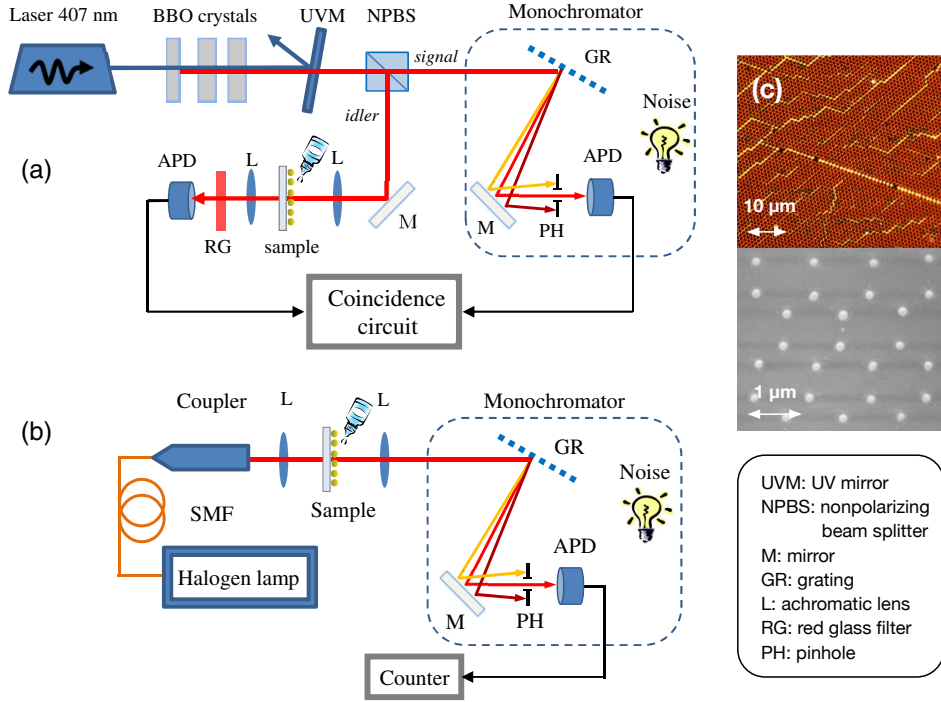 Laser 407 nm
BBO crystals
UVM
NPBS
signal
idler
Monochromator
GR
Noise
APD
M
PH
(a)
APD
L
L
RG
sample
M
Coincidence
circuit
(b)
Coupler
L
L
SMF
Sample
Halogen lamp
Monochromator
GR
Noise
APD
M
PH
Counter
(c)
10 µm
1 µm
UVM: UV mirror
NPBS: nonpolarizing
beam splitter
M: mirror
GR: grating
L: achromatic lens
RG: red glass filter
PH: pinhole